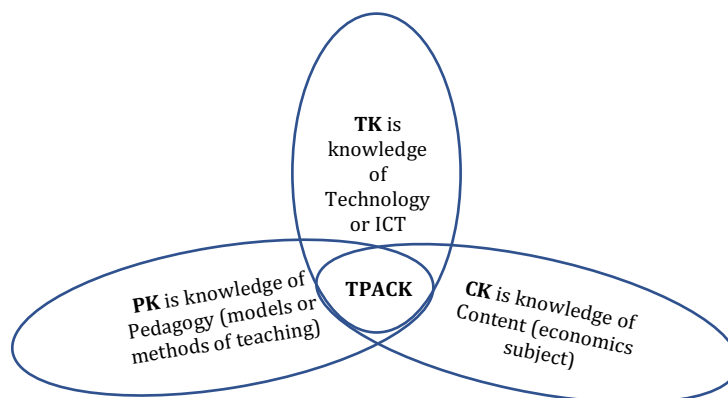 TK is
knowledge
of
Technology
or ICT
PK is knowledge of
Pedagogy (models or
methods of teaching)
TPACK
CK is knowledge of
Content (economics
subject)